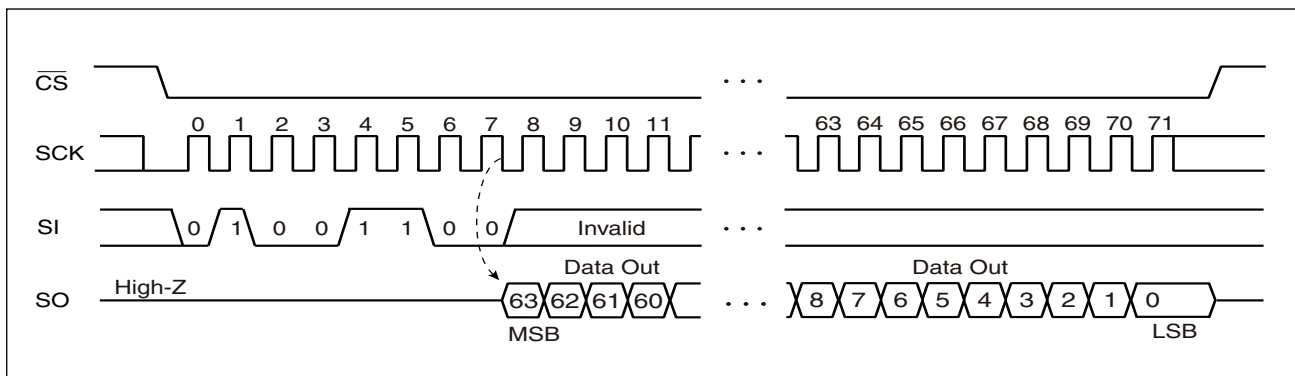 CS
. . .
0 1 2 3 4 5 6 7 8 9 10 11 63 64 65 66 67 68 69 70 71
SCK
. . .
SI
0 1 0 0 1 1 0 0 Invalid
. . .
Data Out Data Out
High-Z
SO
63 62 61 60 . . . 8 7 6 5 4 3 2 1 0
MSB LSB